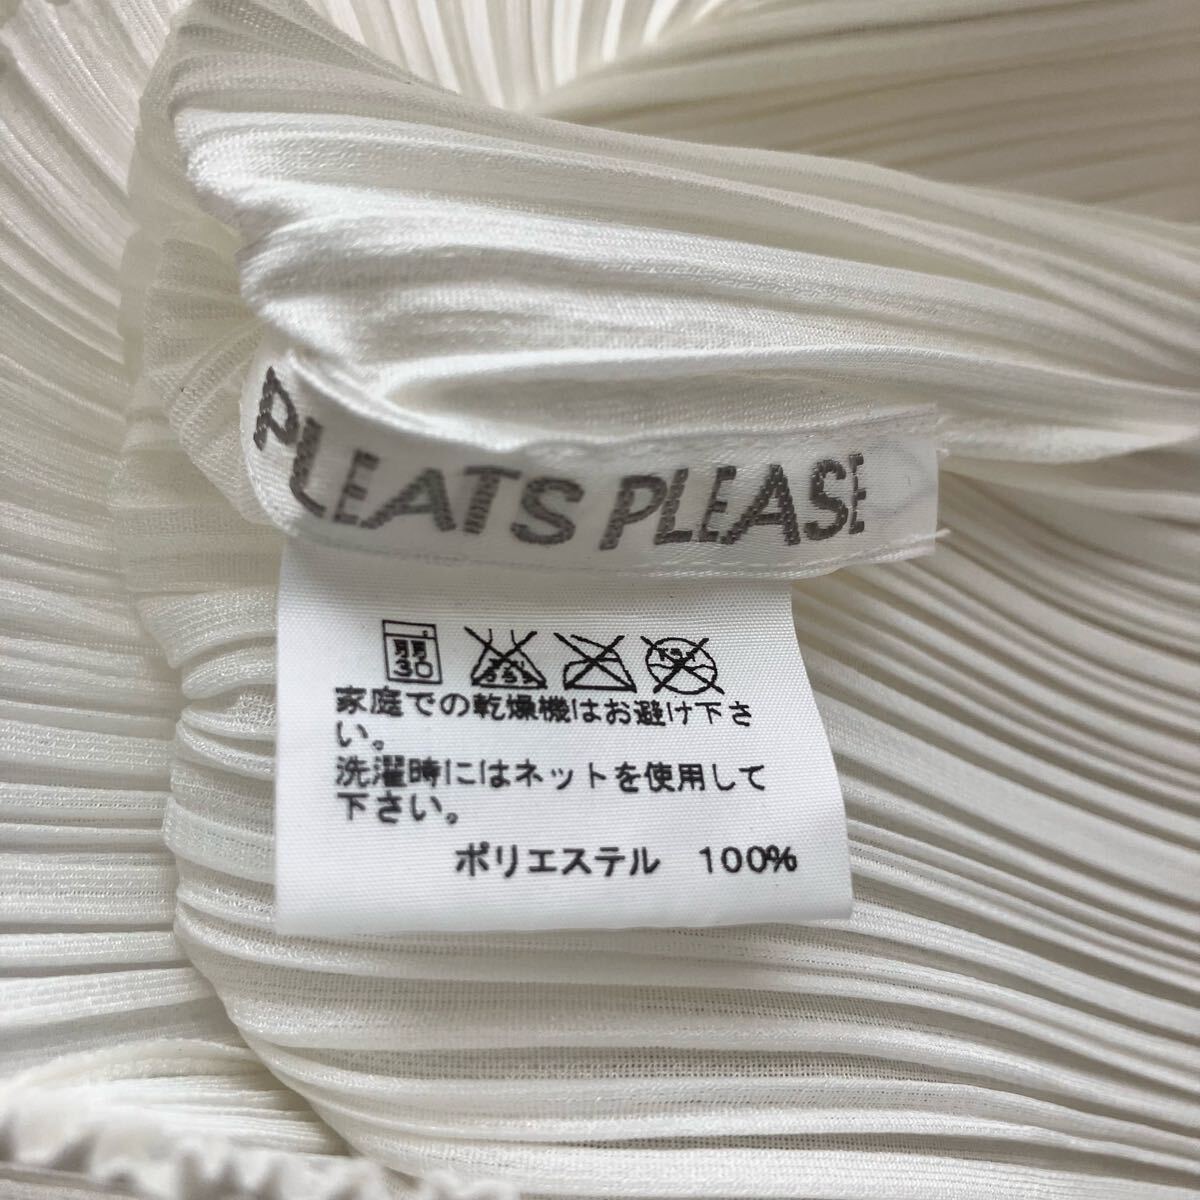 PLEATS PLEASE
弱
30
家庭での乾燥機はお避け下さ
い。
洗濯時にはネットを使用して
下さい。
ポリエステル 100%